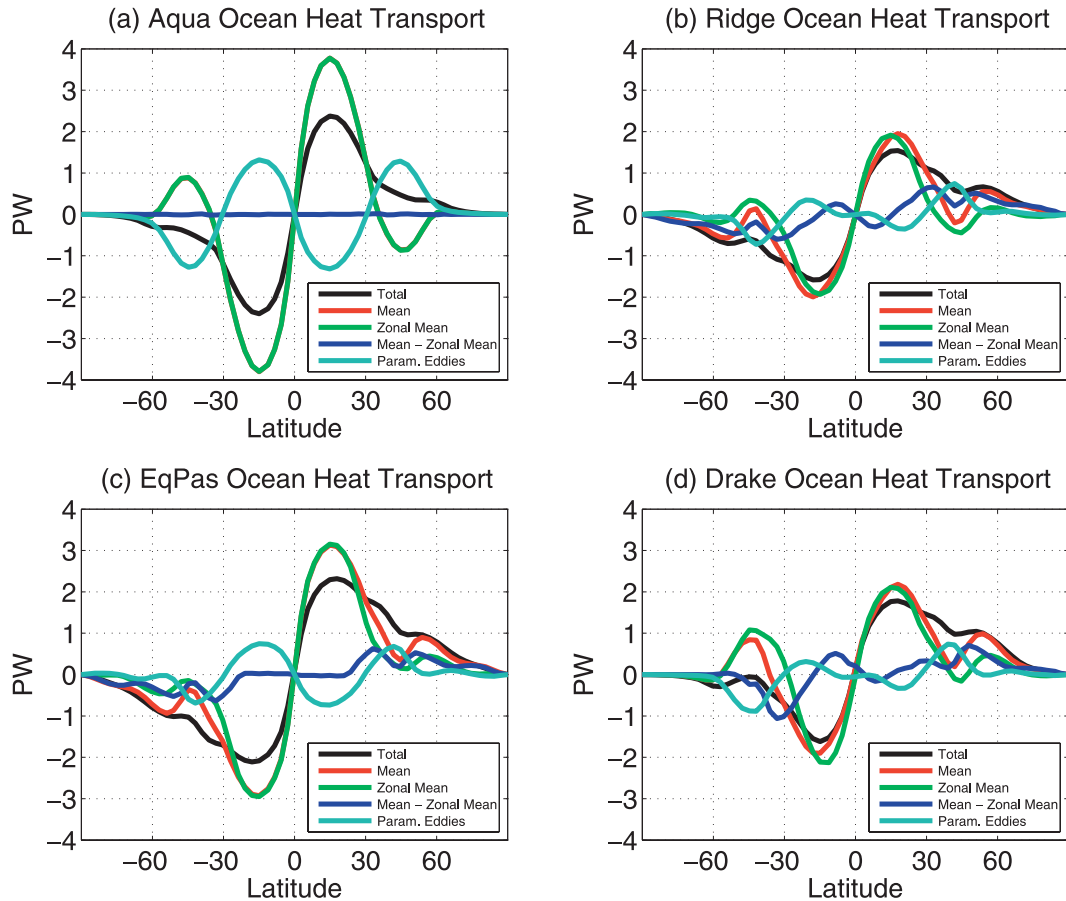 (a) Aqua Ocean Heat Transport
4
3
2
1
0
−1
−2
−3
−4
PW
−60 −30 0 30 60
Latitude
Total
Mean
Zonal Mean
Mean − Zonal Mean
Param. Eddies
(b) Ridge Ocean Heat Transport
4
3
2
1
0
−1
−2
−3
−4
PW
−60 −30 0 30 60
Latitude
Total
Mean
Zonal Mean
Mean − Zonal Mean
Param. Eddies
(c) EqPas Ocean Heat Transport
4
3
2
1
0
−1
−2
−3
−4
PW
−60 −30 0 30 60
Latitude
Total
Mean
Zonal Mean
Mean − Zonal Mean
Param. Eddies
(d) Drake Ocean Heat Transport
4
3
2
1
0
−1
−2
−3
−4
PW
−60 −30 0 30 60
Latitude
Total
Mean
Zonal Mean
Mean − Zonal Mean
Param. Eddies